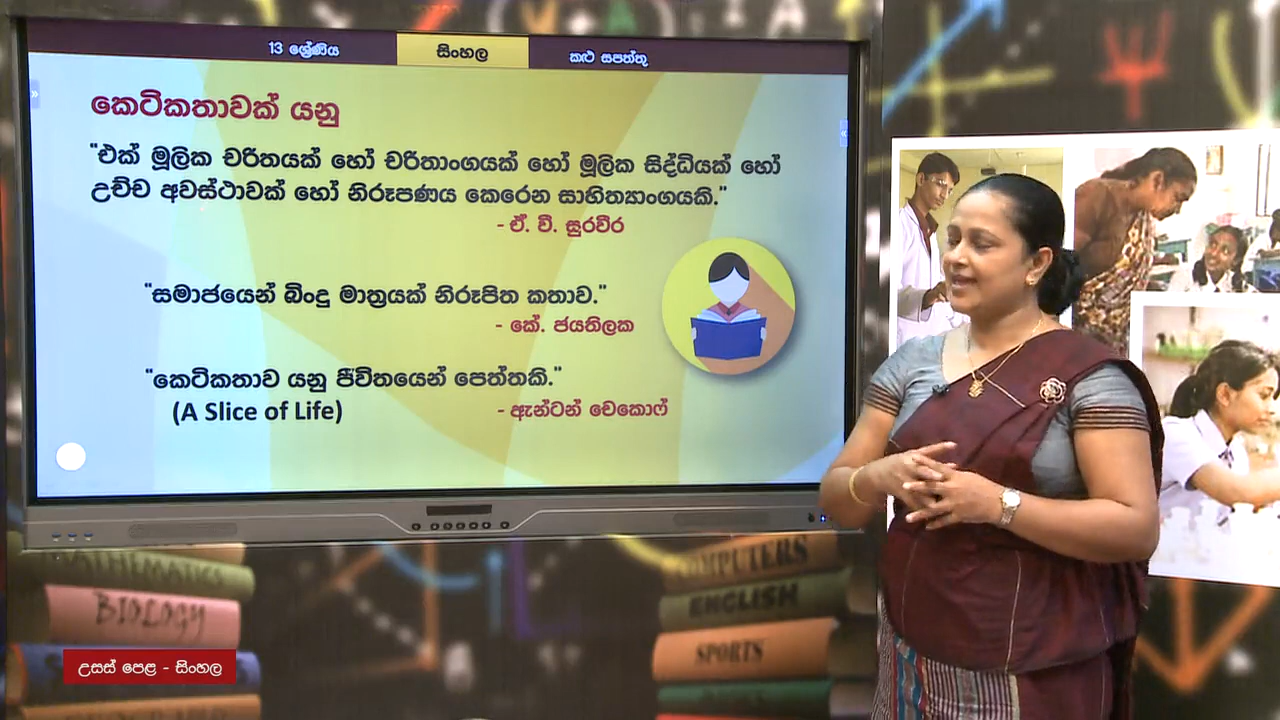 13 ශ්‍රේණිය
සිංහල
කළු සපත්තු
කෙටිකතාවක් යනු
"එක් මූලික චරිතයක් හෝ චරිතාංගයක් හෝ මූලික සිද්ධියක් හෝ
උච්ච අවස්ථාවක් හෝ නිරූපණය කෙරෙන සාහිත්‍යාංගයකි."
- ඒ. වි. සුරවීර
"සමාජයෙන් බිංදු මාත්‍රයක් නිරූපිත කතාව."
- කේ. ජයතිලක
"කෙටිකතාව යනු ජීවිතයෙන් පෙත්තකි."
(A Slice of Life)
- ඇන්ටන් චෙකොෆ්
MATHEMATICS
BIOLOGY
COMPUTERS
ENGLISH
SPORTS
උසස් පෙළ - සිංහල